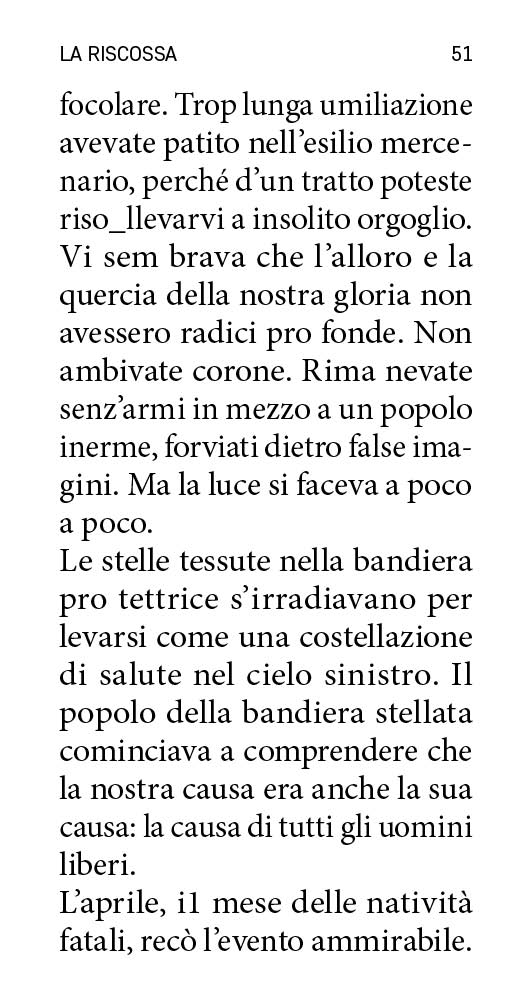 LA RISCOSSA 51
focolare. Trop lunga umiliazione
avevate patito nell’esilio merce-
nario, perché d’un tratto poteste
riso_llevarvi a insolito orgoglio.
Vi sem brava che l’alloro e la
quercia della nostra gloria non
avessero radici pro fonde. Non
ambivate corone. Rima nevate
senz’armi in mezzo a un popolo
inerme, forviati dietro false ima-
gini. Ma la luce si faceva a poco
a poco.
Le stelle tessute nella bandiera
pro tettrice s’irradiavano per
levarsi come una costellazione
di salute nel cielo sinistro. Il
popolo della bandiera stellata
cominciava a comprendere che
la nostra causa era anche la sua
causa: la causa di tutti gli uomini
liberi.
L’aprile, i1 mese delle natività
fatali, recò l’evento ammirabile.